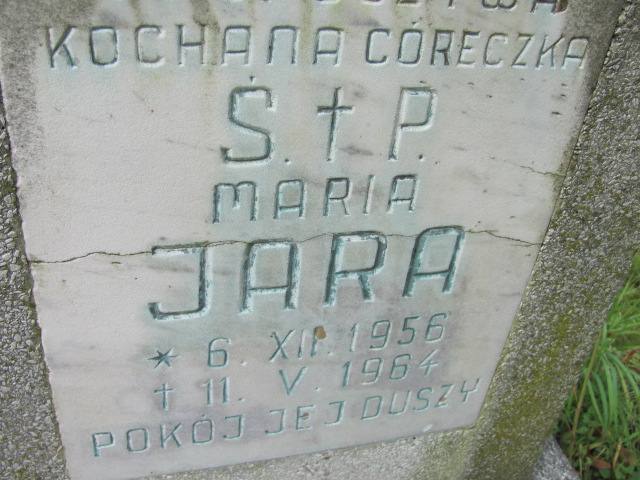 KOCHANA CÓRECZKA
Ś. † P.
MARIA
JARA
* 6. XII. 1956
† 11. V. 1964
POKÓJ JEJ DUSZY